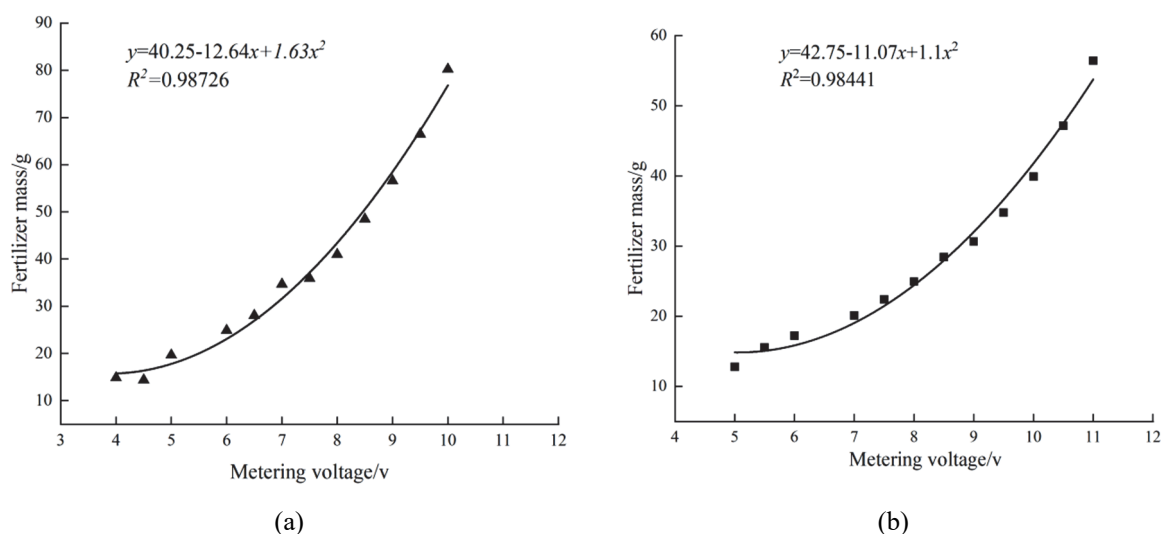 y=40.25-12.64x+1.63x²
R²=0.98726
Fertilizer mass/g
90
80
70
60
50
40
30
20
10
3 4 5 6 7 8 9 10 11 12
Metering voltage/v
(a)
y=42.75-11.07x+1.1x²
R²=0.98441
Fertilizer mass/g
60
50
40
30
20
10
4 5 6 7 8 9 10 11 12
Metering voltage/v
(b)